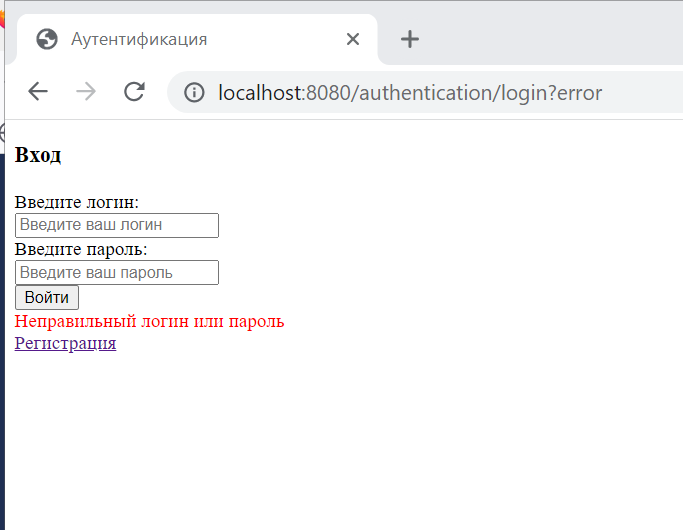 Аутентификация
localhost:8080/authentication/login?error
Вход
Введите логин:
Введите ваш логин
Введите пароль:
Введите ваш пароль
Войти
Неправильный логин или пароль
Регистрация